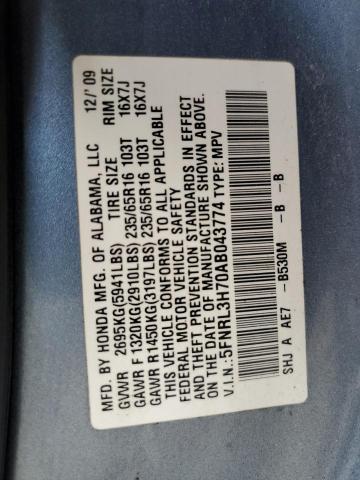 MFD. BY HONDA MFG. OF ALABAMA, LLC 12/'09
GVWR 2695KG(5941LBS) TIRE SIZE RIM SIZE
GAWR F 1320KG(2910LBS) 235/65R16 103T 16X7J
GAWR R1450KG(3197LBS) 235/65R16 103T 16X7J
THIS VEHICLE CONFORMS TO ALL APPLICABLE
FEDERAL MOTOR VEHICLE SAFETY
AND THEFT PREVENTION STANDARDS IN EFFECT
ON THE DATE OF MANUFACTURE SHOWN ABOVE.
V.I.N.: 5FNRL3H70AB043774 TYPE: MPV
SHJ A AE7 -B530M -B -B